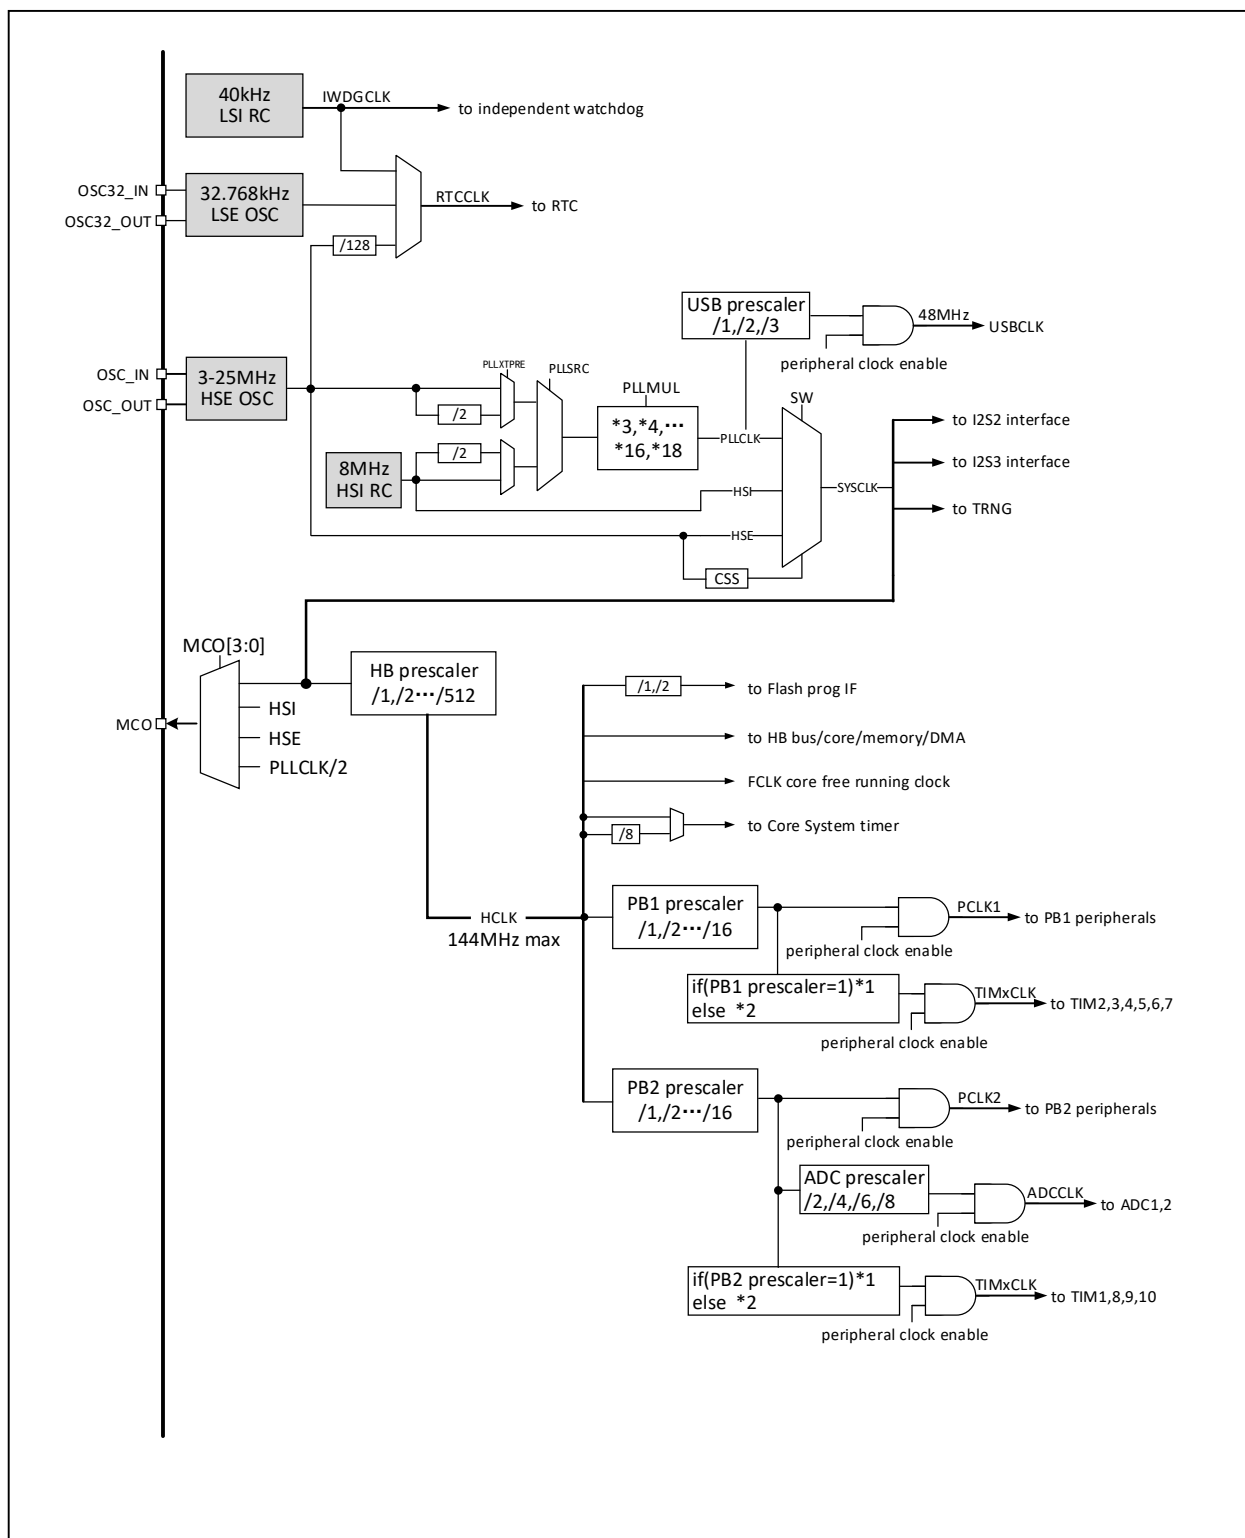 40kHz
LSI RC
IWDGCLK
to independent watchdog
OSC32_IN
OSC32_OUT
32.768kHz
LSE OSC
RTCCLK
to RTC
/128
USB prescaler
/1,/2,/3
48MHz
USBCLK
peripheral clock enable
OSC_IN
OSC_OUT
3-25MHz
HSE OSC
PLLXTPRE
PLLSRC
PLLMUL
SW
/2
*3,*4,···
*16,*18
PLLCLK
to I2S2 interface
/2
8MHz
HSI RC
HSI
SYSCLK
to I2S3 interface
to TRNG
HSE
CSS
MCO[3:0]
HB prescaler
/1,/2···/512
HSI
HSE
PLLCLK/2
MCO
/1,/2
to Flash prog IF
to HB bus/core/memory/DMA
FCLK core free running clock
/8
to Core System timer
HCLK
144MHz max
PB1 prescaler
/1,/2···/16
PCLK1
to PB1 peripherals
peripheral clock enable
if(PB1 prescaler=1)*1
else *2
TIMxCLK
to TIM2,3,4,5,6,7
peripheral clock enable
PB2 prescaler
/1,/2···/16
PCLK2
to PB2 peripherals
peripheral clock enable
ADC prescaler
/2,/4,/6,/8
ADCCLK
to ADC1,2
peripheral clock enable
if(PB2 prescaler=1)*1
else *2
TIMxCLK
to TIM1,8,9,10
peripheral clock enable